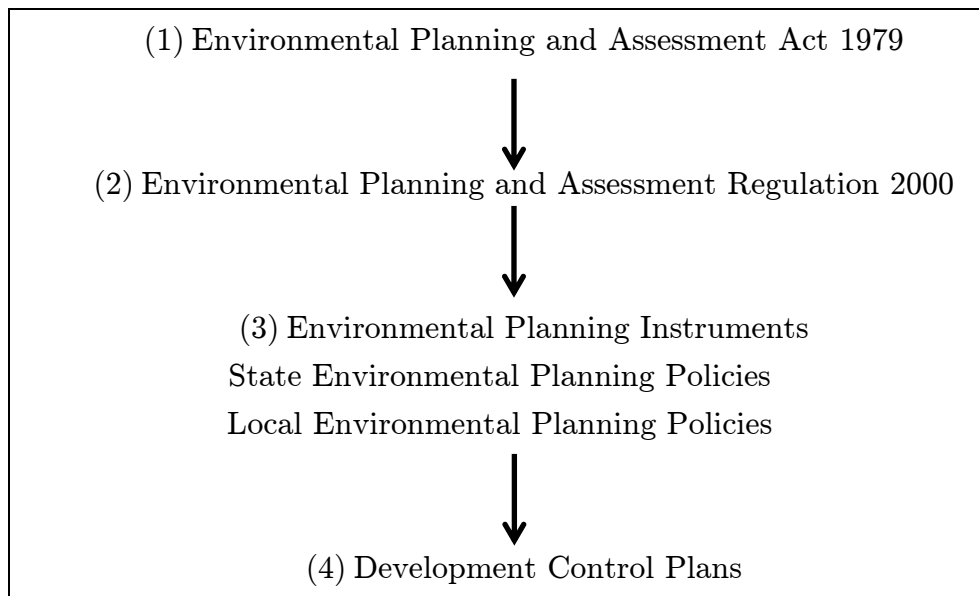 (1) Environmental Planning and Assessment Act 1979
(2) Environmental Planning and Assessment Regulation 2000
(3) Environmental Planning Instruments
State Environmental Planning Policies
Local Environmental Planning Policies
(4) Development Control Plans